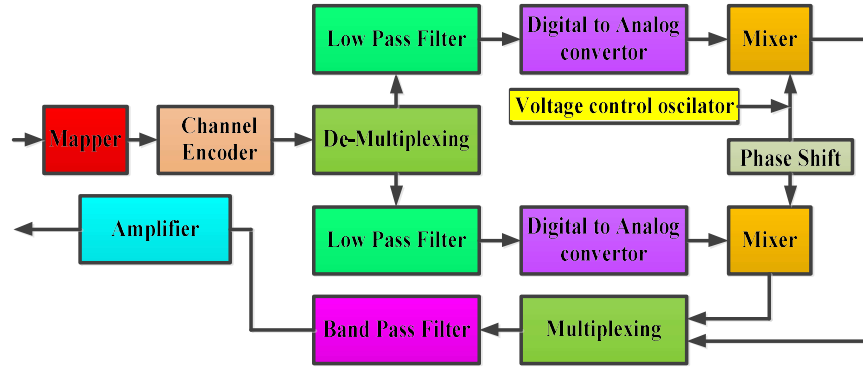 Low Pass Filter
Digital to Analog
convertor
Mixer
Voltage control oscilator
Mapper
Channel
Encoder
De-Multiplexing
Phase Shift
Amplifier
Low Pass Filter
Digital to Analog
convertor
Mixer
Band Pass Filter
Multiplexing